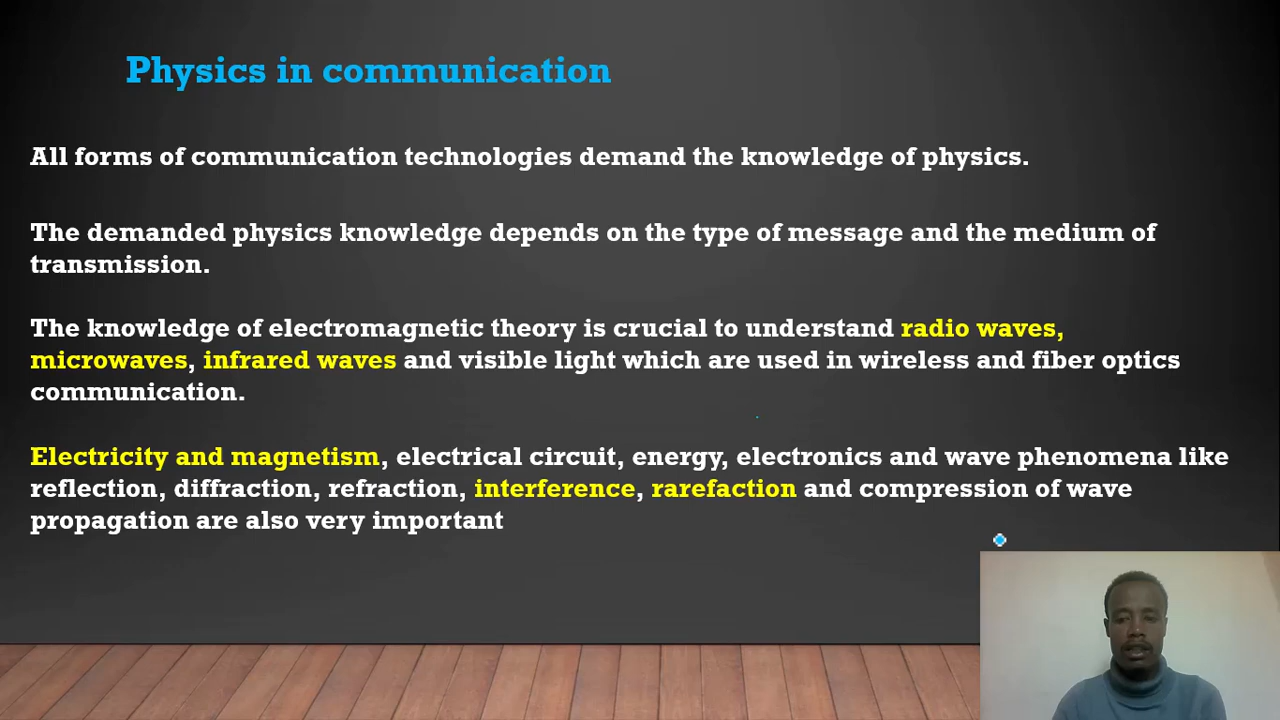 Physics in communication
All forms of communication technologies demand the knowledge of physics.
The demanded physics knowledge depends on the type of message and the medium of
transmission.
The knowledge of electromagnetic theory is crucial to understand radio waves,
microwaves, infrared waves and visible light which are used in wireless and fiber optics
communication.
Electricity and magnetism, electrical circuit, energy, electronics and wave phenomena like
reflection, diffraction, refraction, interference, rarefaction and compression of wave
propagation are also very important